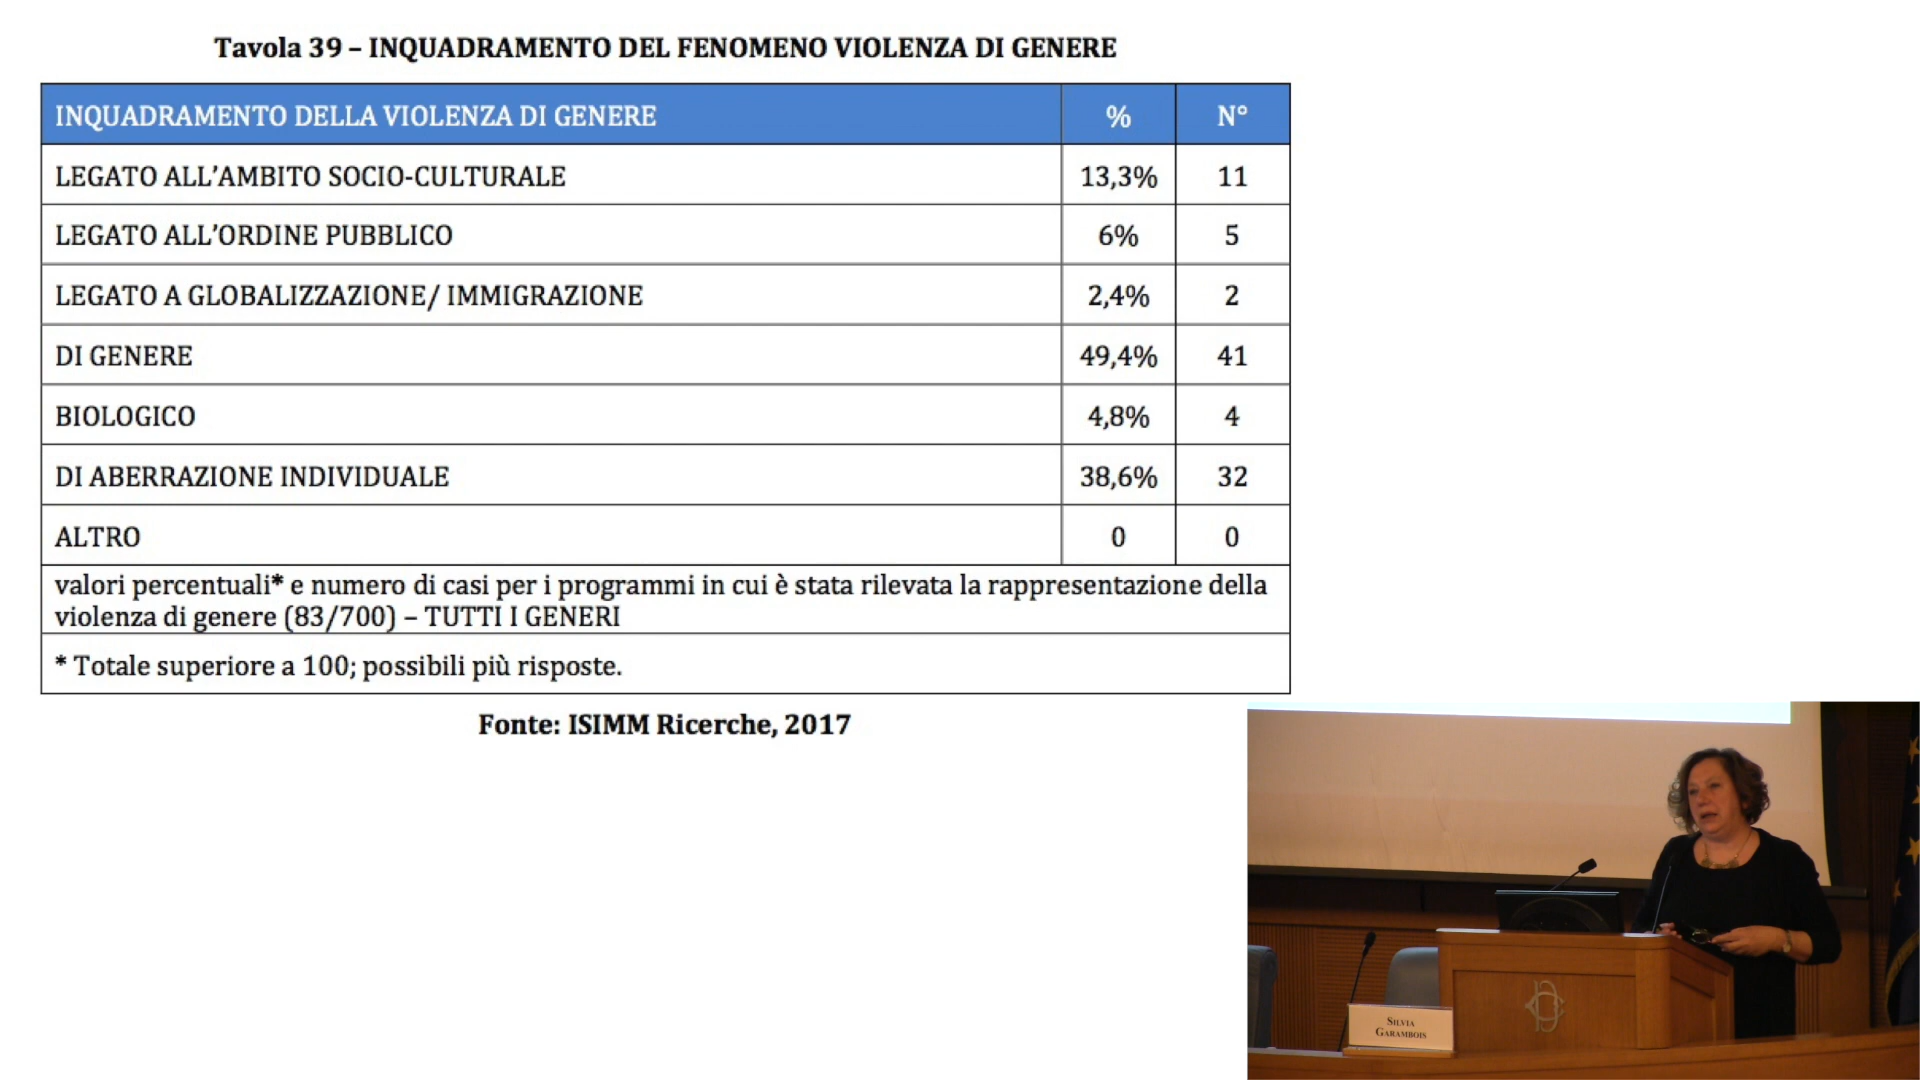 Tavola 39 – INQUADRAMENTO DEL FENOMENO VIOLENZA DI GENERE
INQUADRAMENTO DELLA VIOLENZA DI GENERE % N°
LEGATO ALL’AMBITO SOCIO-CULTURALE 13,3% 11
LEGATO ALL’ORDINE PUBBLICO 6% 5
LEGATO A GLOBALIZZAZIONE/ IMMIGRAZIONE 2,4% 2
DI GENERE 49,4% 41
BIOLOGICO 4,8% 4
DI ABERRAZIONE INDIVIDUALE 38,6% 32
ALTRO 0 0
valori percentuali* e numero di casi per i programmi in cui è stata rilevata la rappresentazione della
violenza di genere (83/700) – TUTTI I GENERI
* Totale superiore a 100; possibili più risposte.
Fonte: ISIMM Ricerche, 2017
SILVIA
GARAMBOIS